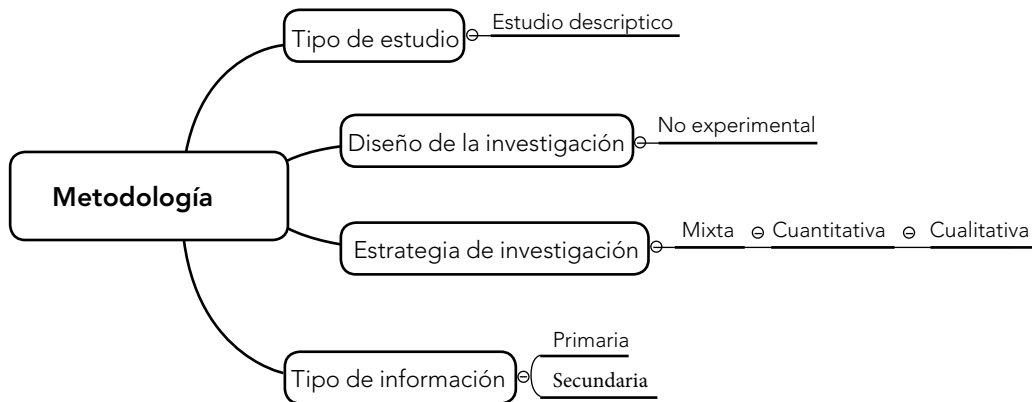 Metodología
Tipo de estudio
Estudio descriptico
Diseño de la investigación
No experimental
Estrategia de investigación
Mixta
Cuantitativa
Cualitativa
Tipo de información
Primaria
Secundaria